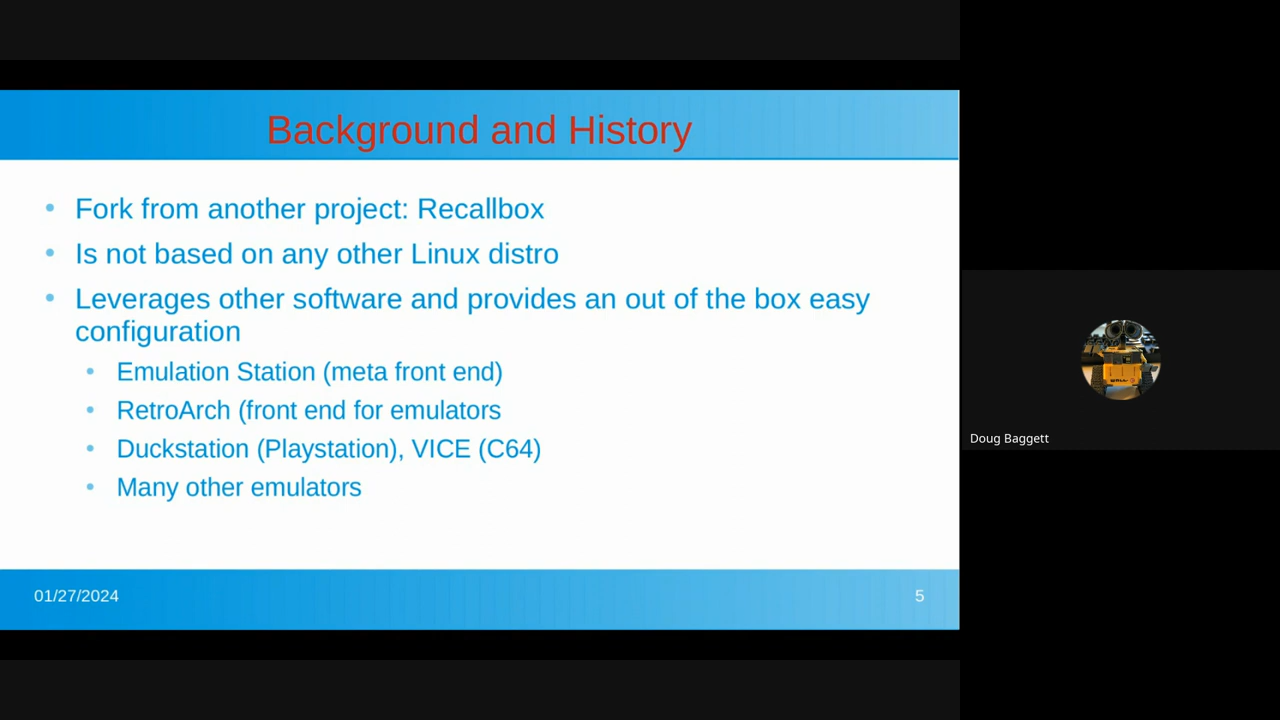 Background and History
• Fork from another project: Recallbox
• Is not based on any other Linux distro
• Leverages other software and provides an out of the box easy
configuration
• Emulation Station (meta front end)
• RetroArch (front end for emulators
• Duckstation (Playstation), VICE (C64)
• Many other emulators
01/27/2024
5
Doug Baggett